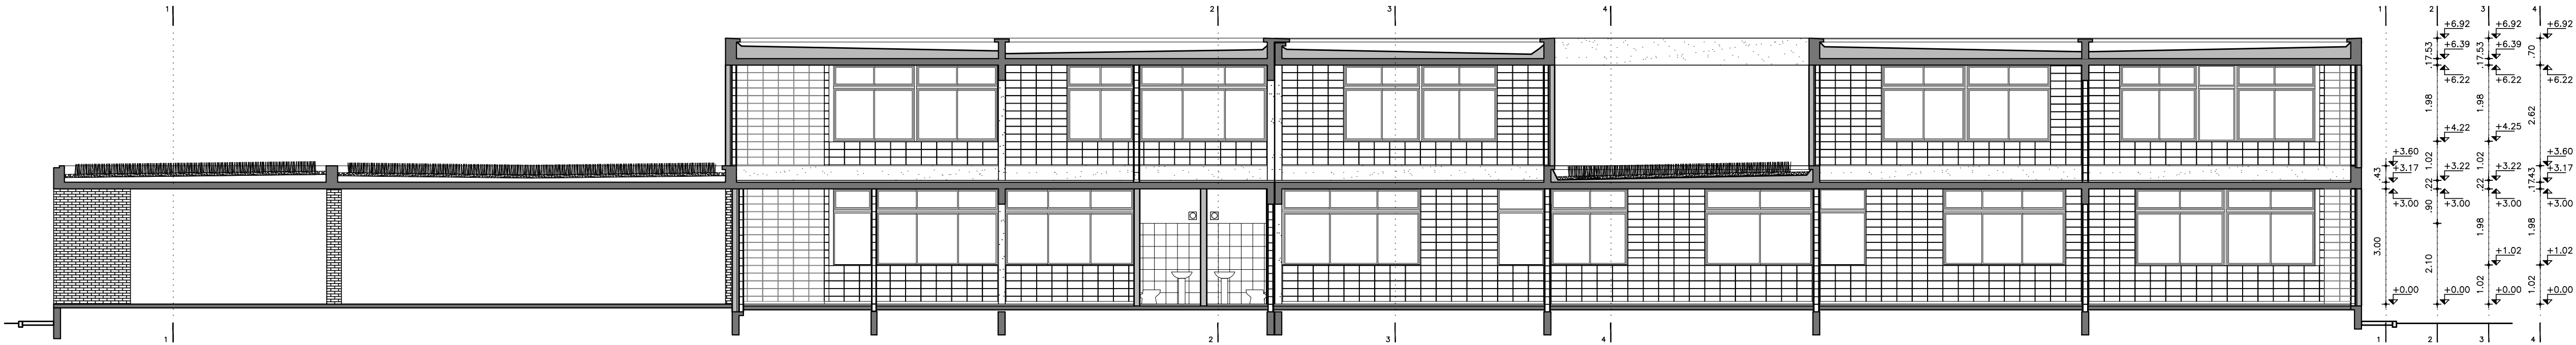 1 2 3 4 1 2 3 4
+6.92 +6.92 +6.92
.53 .53 .70
+6.39 +6.39
.17 .17
+6.22 +6.22 +6.22
1.98 1.98 2.62
+4.22 +4.25
+3.60 1.02 1.02 +3.60
.43 +3.17 +3.22 +3.22 .43 +3.17
.22 .22 .17
+3.00 +3.00 +3.00
.90
3.00 1.98 1.98
2.10 +1.02 +1.02
1.02 1.02
+0.00 +0.00 +0.00 +0.00
1 2 3 4 1 2 3 4